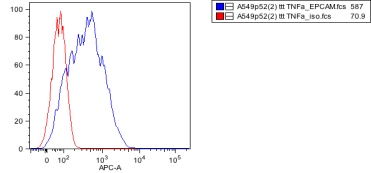 A549p52(2) ttt TNFa_EPCAM.fcs 587
A549p52(2) ttt TNFa_iso.fcs 70.9
100
80
60
40
20
0
0 10² 10³ 10⁴ 10⁵
APC-A